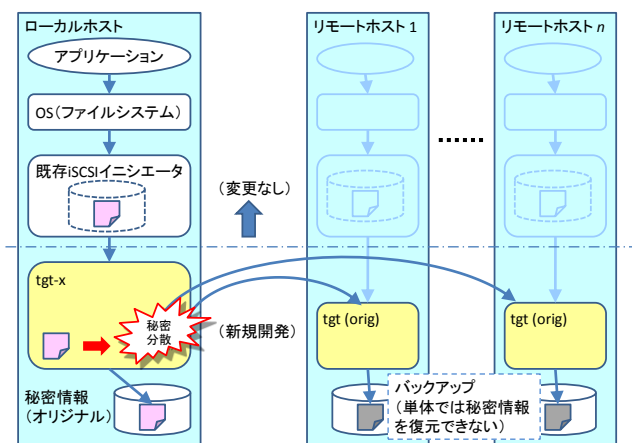 ローカルホスト
アプリケーション
OS(ファイルシステム)
既存iSCSIイニシエータ
tgt-x
秘密
分散
秘密情報
(オリジナル)
(変更なし)
(新規開発)
リモートホスト 1
tgt (orig)
バックアップ
(単体では秘密情報
を復元できない)
……
リモートホスト n
tgt (orig)